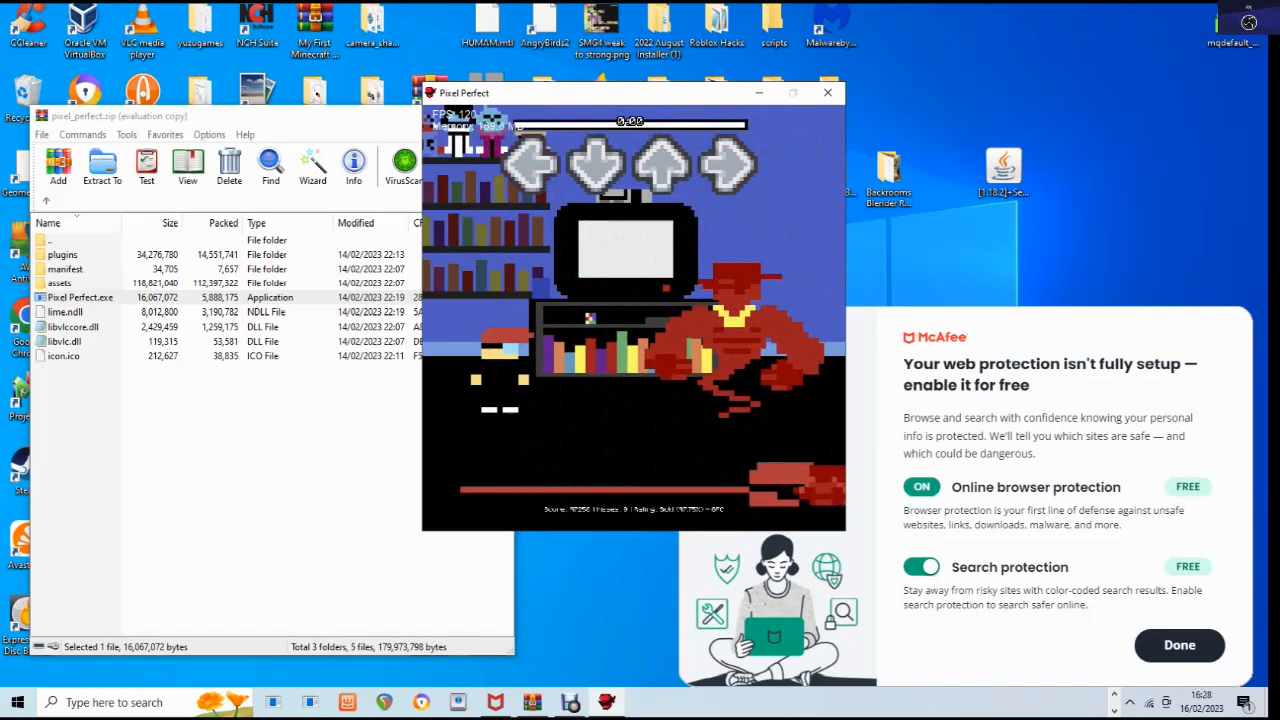 CCleaner
Oracle VM
VirtualBox
VLC media
player
yuzugames
NCH Suite
My First
Minecraft ...
camera_sha...
HUMAM.mtl
AngryBirds2
SMG4 weak
to strong.png
2022 August
Installer (1)
Roblox Hacks
scripts
Malwareby...
mqdefault_...
pixel_perfect.zip (evaluation copy)
File Commands Tools Favorites Options Help
Add Extract To Test View Delete Find Wizard Info VirusScan
Name Size Packed Type Modified
.. File folder
plugins 34,276,780 14,551,741 File folder 14/02/2023 22:13
manifest 34,705 7,657 File folder 14/02/2023 22:07
assets 118,821,040 112,397,322 File folder 14/02/2023 22:07
Pixel Perfect.exe 16,067,072 5,888,175 Application 14/02/2023 22:19
lime.ndll 8,012,800 3,190,782 NDLL File 14/02/2023 22:19
libvlccore.dll 2,429,459 1,259,175 DLL File 14/02/2023 22:07
libvlc.dll 119,315 53,581 DLL File 14/02/2023 22:07
icon.ico 212,627 38,835 ICO File 14/02/2023 22:11
Selected 1 file, 16,067,072 bytes Total 3 folders, 5 files, 179,973,798 bytes
Pixel Perfect
FPS: 120
0:00
Backrooms
Blender R...
[1.18.2]+Se...
McAfee
Your web protection isn't fully setup —
enable it for free
Browse and search with confidence knowing your personal
info is protected. We'll tell you which sites are safe — and
which could be dangerous.
ON Online browser protection FREE
Browser protection is your first line of defense against unsafe
websites, links, downloads, malware, and more.
Search protection FREE
Stay away from risky sites with color-coded search results. Enable
search protection to search safer online.
Done
Type here to search
16:28
16/02/2023